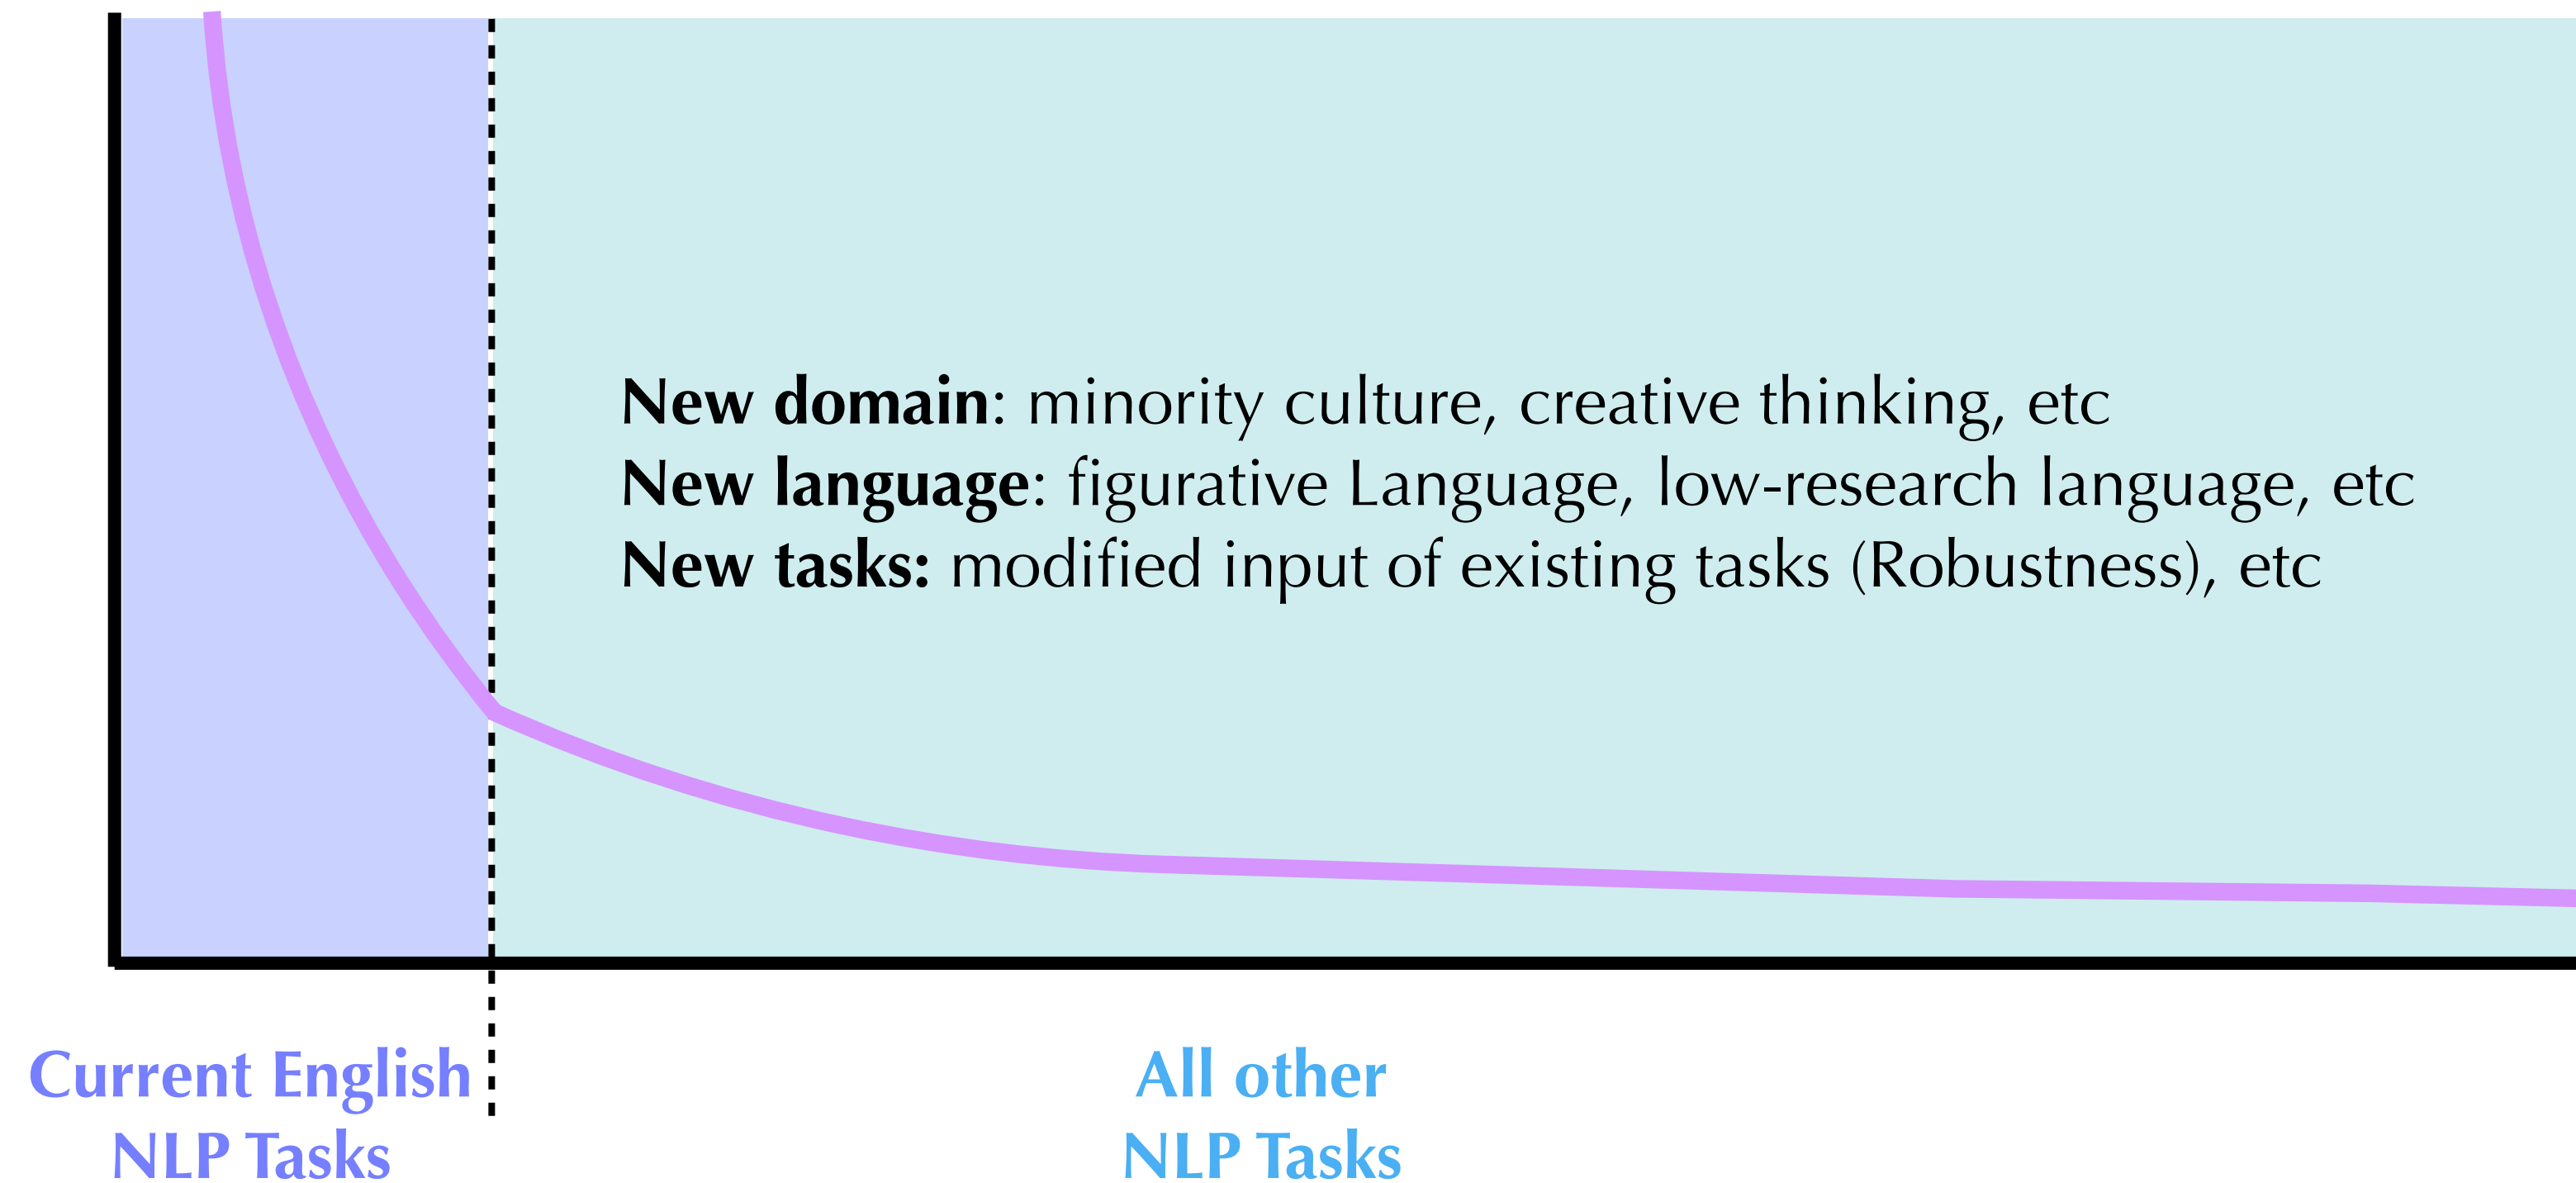 New domain: minority culture, creative thinking, etc
New language: figurative Language, low-research language, etc
New tasks: modified input of existing tasks (Robustness), etc
Current English
NLP Tasks
All other
NLP Tasks